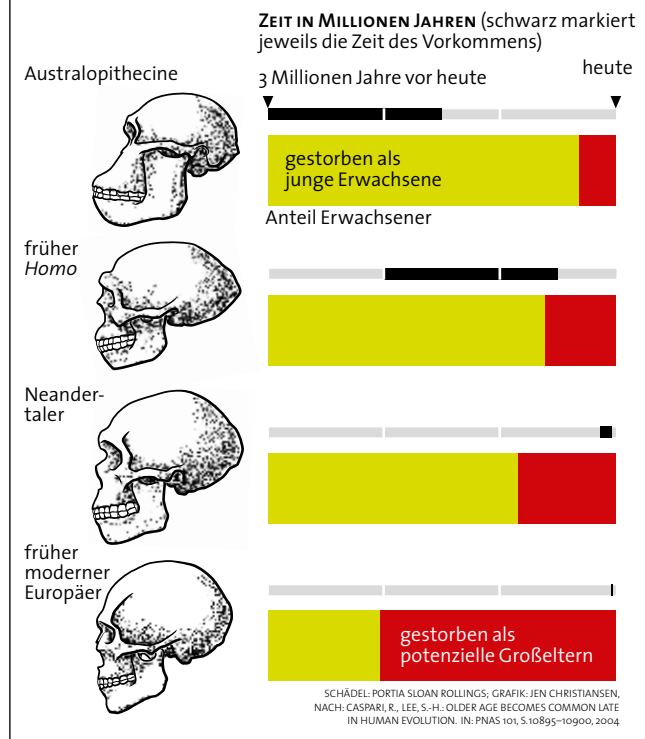 Zeit in Millionen Jahren (schwarz markiert
jeweils die Zeit des Vorkommens)
Australopithecine
3 Millionen Jahre vor heute
heute
gestorben als
junge Erwachsene
Anteil Erwachsener
früher
Homo
Neander-
taler
früher
moderner
Europäer
gestorben als
potenzielle Großeltern
SCHÄDEL: PORTIA SLOAN ROLLINGS; GRAFIK: JEN CHRISTIANSEN,
NACH: CASPARI, R., LEE, S.-H.: OLDER AGE BECOMES COMMON LATE
IN HUMAN EVOLUTION. IN: PNAS 101, S.10895–10900, 2004